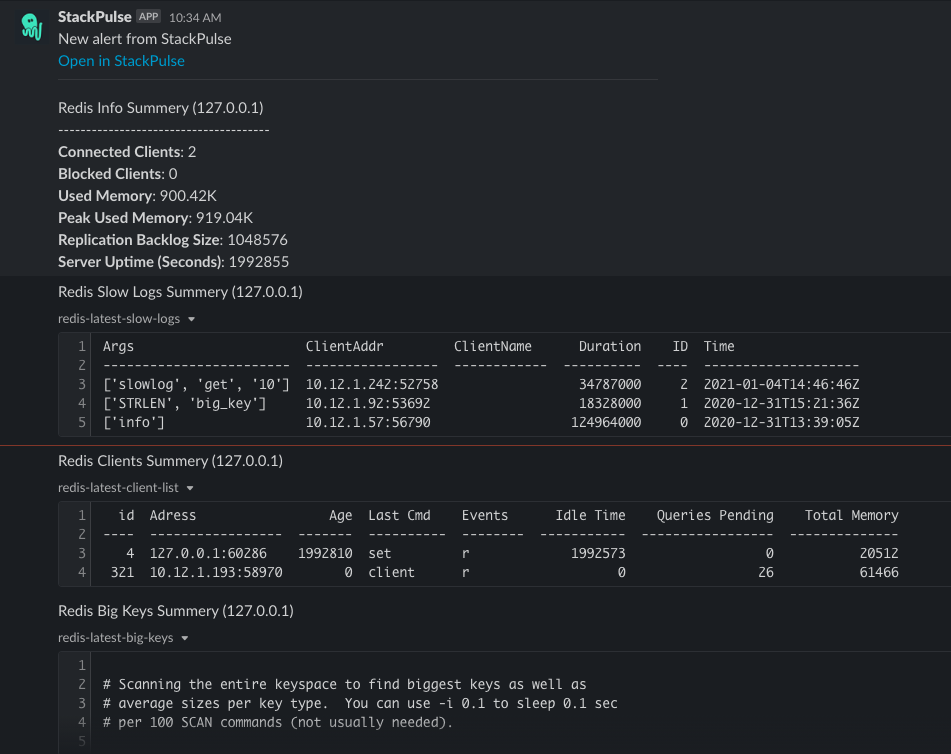 StackPulse APP 10:34 AM
New alert from StackPulse
Open in StackPulse
Redis Info Summery (127.0.0.1)
--------------------------------------
Connected Clients: 2
Blocked Clients: 0
Used Memory: 900.42K
Peak Used Memory: 919.04K
Replication Backlog Size: 1048576
Server Uptime (Seconds): 1992855
Redis Slow Logs Summery (127.0.0.1)
redis-latest-slow-logs
1 Args ClientAddr ClientName Duration ID Time
2 ------------------------ ----------------- ------------ ---------- ---- --------------------
3 ['slowlog', 'get', '10'] 10.12.1.242:52758 34787000 2 2021-01-04T14:46:46Z
4 ['STRLEN', 'big_key'] 10.12.1.92:53692 18328000 1 2020-12-31T15:21:36Z
5 ['info'] 10.12.1.57:56790 124964000 0 2020-12-31T13:39:05Z
Redis Clients Summery (127.0.0.1)
redis-latest-client-list
1 id Adress Age Last Cmd Events Idle Time Queries Pending Total Memory
2 ---- ----------------- ------- ---------- -------- ----------- ----------------- --------------
3 4 127.0.0.1:60286 1992810 set r 1992573 0 20512
4 321 10.12.1.193:58970 0 client r 0 26 61466
Redis Big Keys Summery (127.0.0.1)
redis-latest-big-keys
1
2 # Scanning the entire keyspace to find biggest keys as well as
3 # average sizes per key type. You can use -i 0.1 to sleep 0.1 sec
4 # per 100 SCAN commands (not usually needed).
5